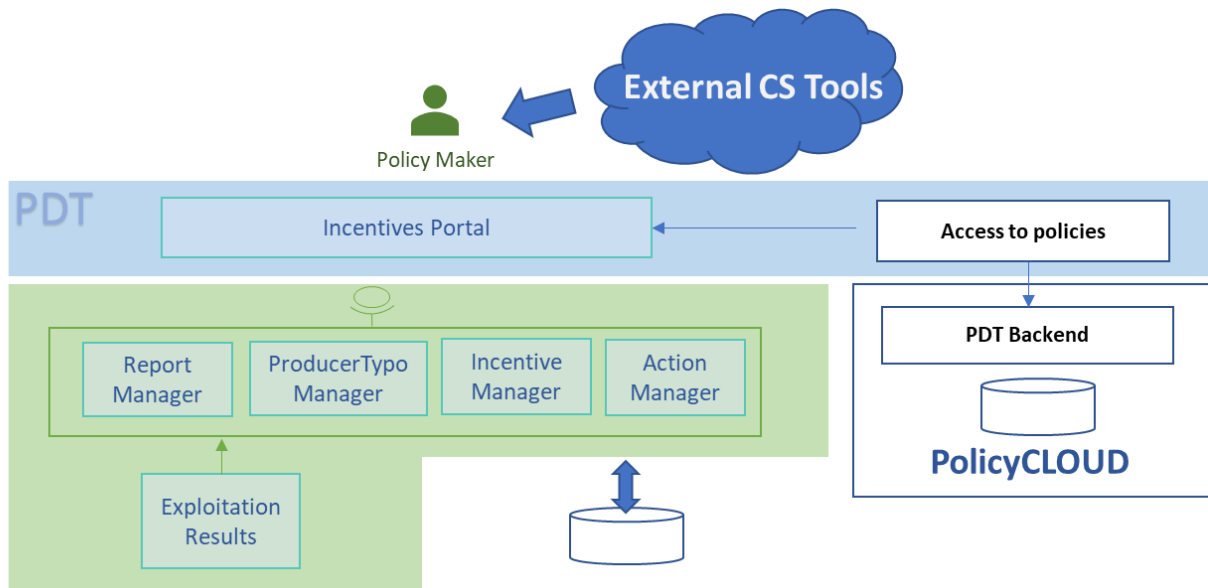 External CS Tools
Policy Maker
PDT
Incentives Portal
Access to policies
PDT Backend
Report
Manager
ProducerTypo
Manager
Incentive
Manager
Action
Manager
PolicyCLOUD
Exploitation
Results